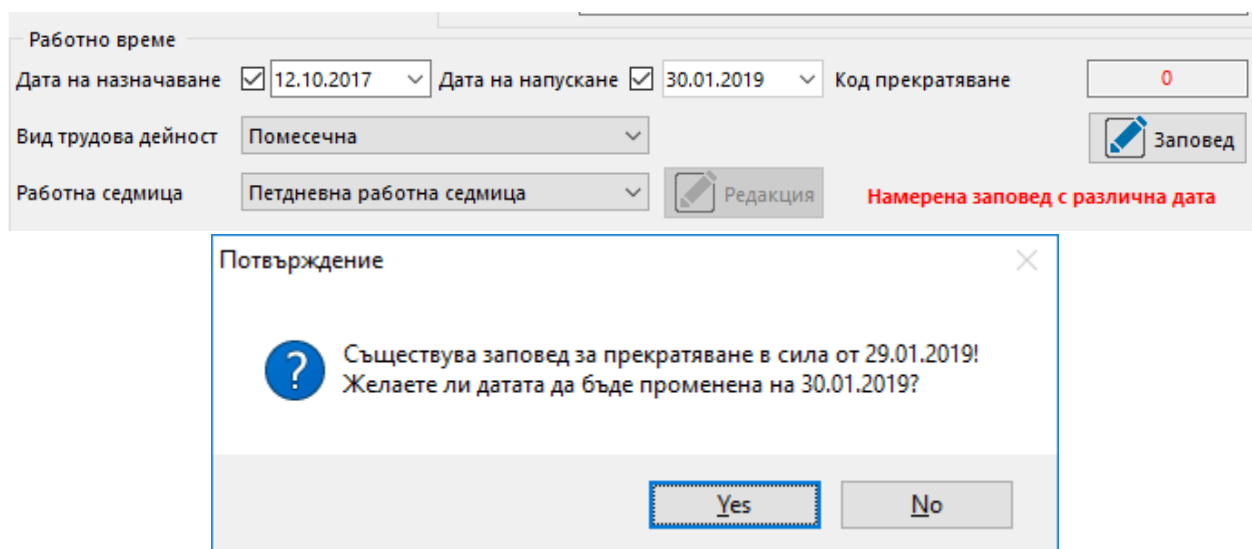 Работно време
Дата на назначаване 12.10.2017 Дата на напускане 30.01.2019 Код прекратяване 0
Вид трудова дейност Помесечна Заповед
Работна седмица Петдневна работна седмица Редакция Намерена заповед с различна дата
Потвърждение
Съществува заповед за прекратяване в сила от 29.01.2019!
Желаете ли датата да бъде променена на 30.01.2019?
Yes No